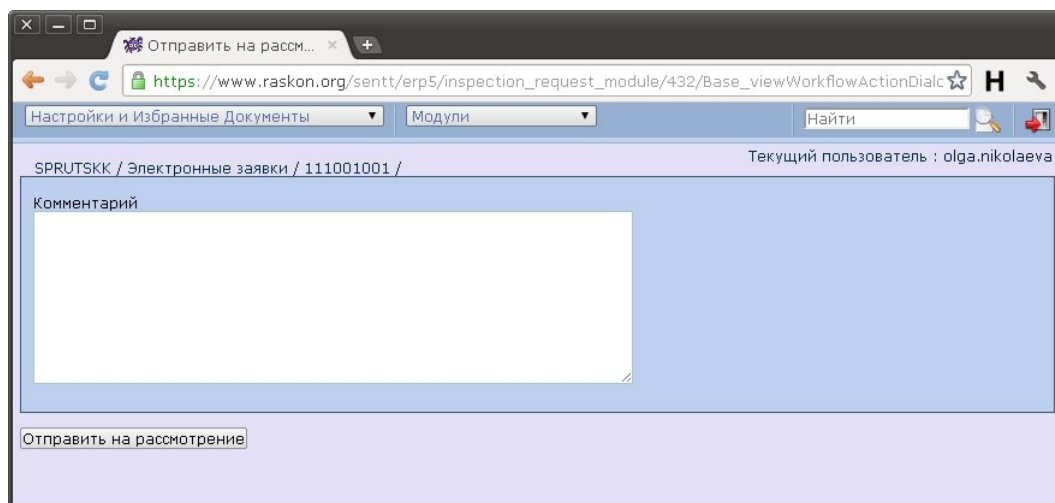 Отправить на рассм...
https://www.raskon.org/sentt/erp5/inspection_request_module/432/Base_viewWorkflowActionDialc
H
Настройки и Избранные Документы Модули Найти
Текущий пользователь : olga.nikolaeva
SPRUTSKK / Электронные заявки / 111001001 /
Комментарий
Отправить на рассмотрение